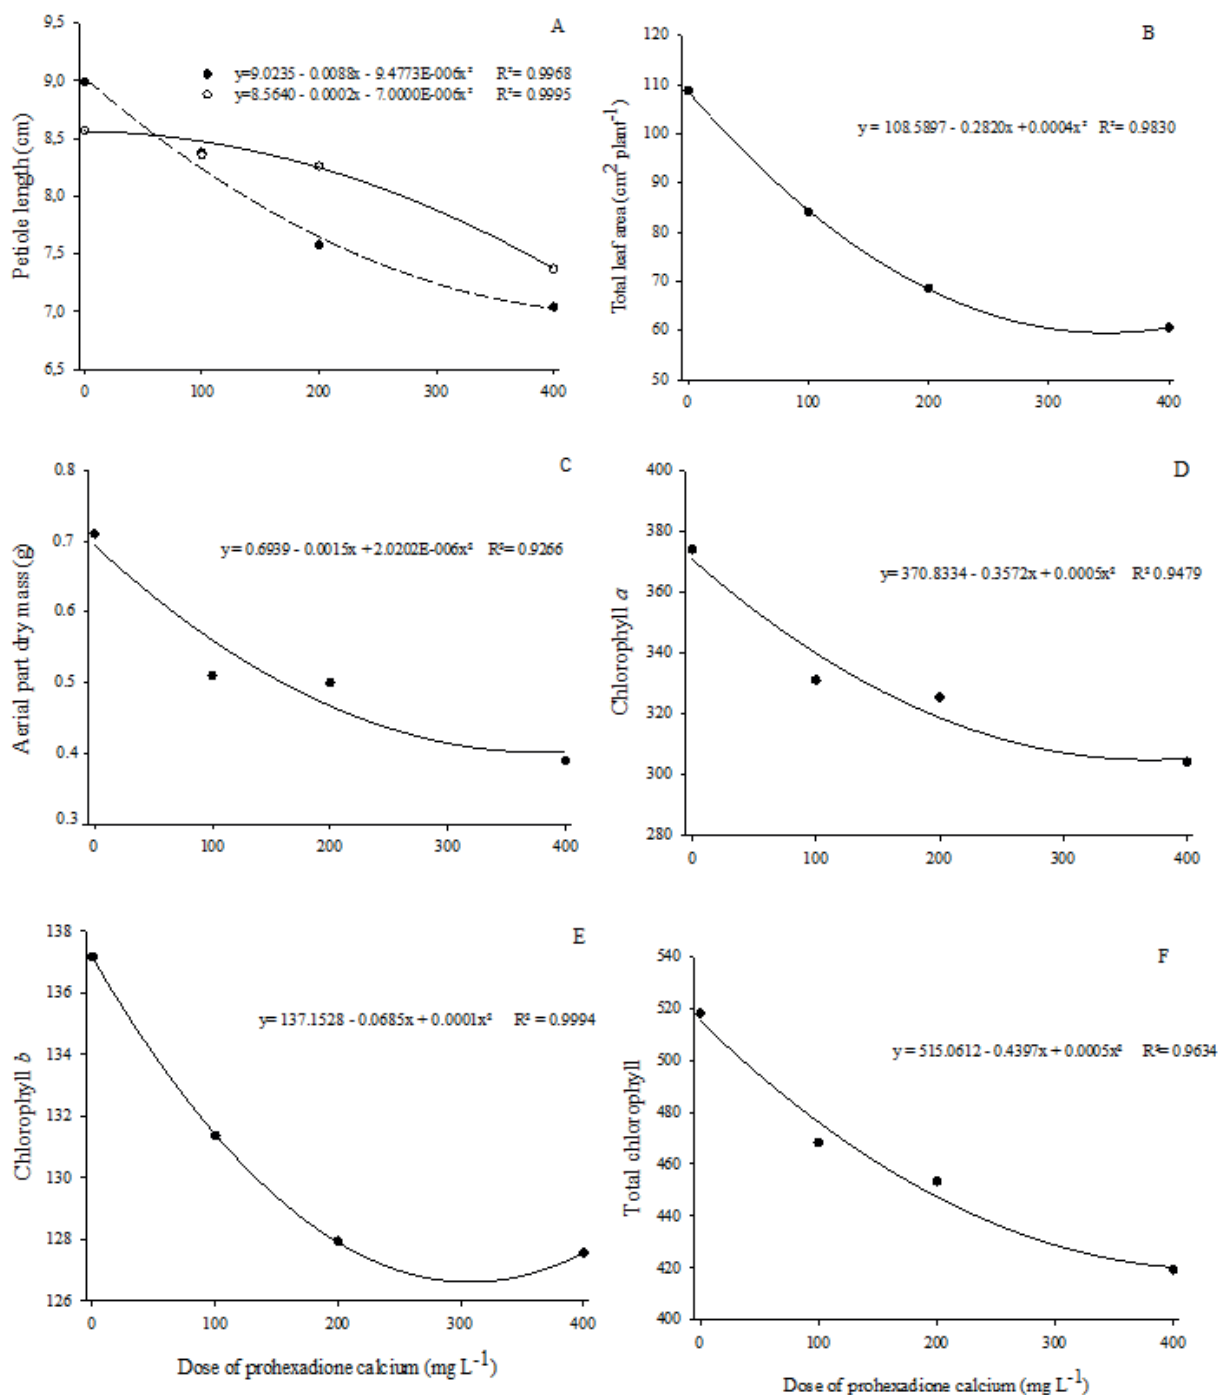 A
9,5
9,0
8,5
8,0
7,5
7,0
6,5
Petiole length (cm)
y=9.0235 - 0.0088x - 9.4773E-006x² R²= 0.9968
y=8.5640 - 0.0002x - 7.0000E-006x² R²= 0.9995
0 100 200 300 400
B
120
110
100
90
80
70
60
50
Total leaf area (cm² plant⁻¹)
y = 108.5897 - 0.2820x + 0.0004x² R²= 0.9830
0 100 200 300 400
C
0.8
0.7
0.6
0.5
0.4
0.3
Aerial part dry mass (g)
y = 0.6939 - 0.0015x + 2.0202E-006x² R²= 0.9266
0 100 200 300 400
D
400
380
360
340
320
300
280
Chlorophyll a
y= 370.8334 - 0.3572x + 0.0005x² R² 0.9479
0 100 200 300 400
E
138
136
134
132
130
128
126
Chlorophyll b
y= 137.1528 - 0.0685x + 0.0001x² R² = 0.9994
0 100 200 300 400
Dose of prohexadione calcium (mg L⁻¹)
F
540
520
500
480
460
440
420
400
Total chlorophyll
y = 515.0612 - 0.4397x + 0.0005x² R²= 0.9634
0 100 200 300 400
Dose of prohexadione calcium (mg L⁻¹)